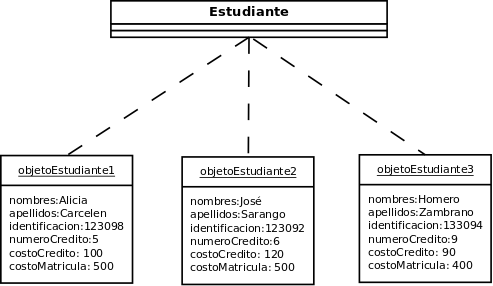 Estudiante
objetoEstudiante1
nombres:Alicia
apellidos:Carcelen
identificacion:123098
numeroCredito:5
costoCredito: 100
costoMatricula: 500
objetoEstudiante2
nombres:José
apellidos:Sarango
identificacion:123092
numeroCredito:6
costoCredito: 120
costoMatricula: 500
objetoEstudiante3
nombres:Homero
apellidos:Zambrano
identificacion:133094
numeroCredito:9
costoCredito: 90
costoMatricula: 400